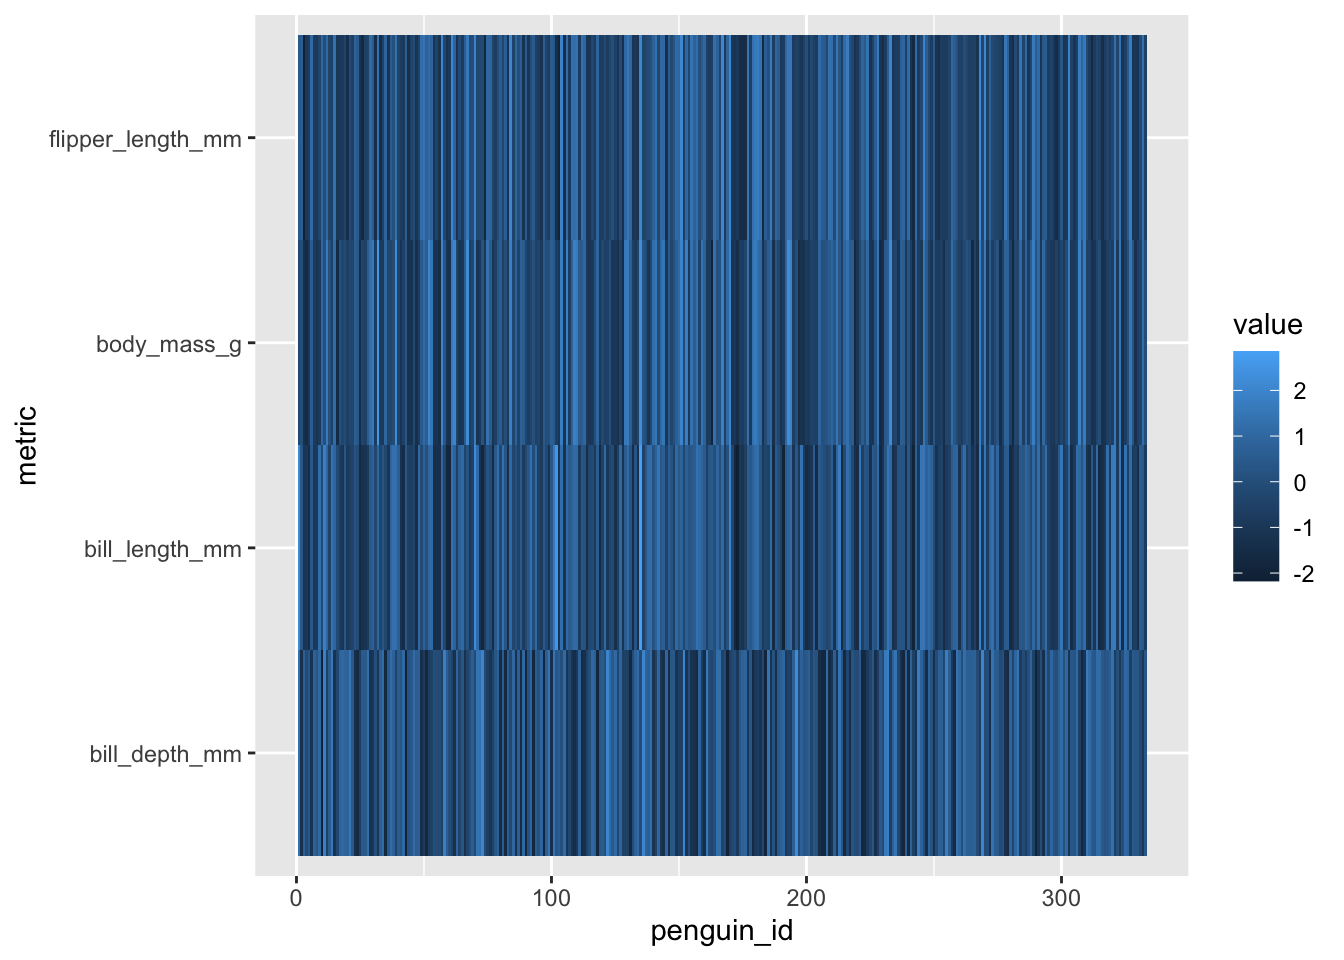 flipper_length_mm
body_mass_g
bill_length_mm
bill_depth_mm
metric
0 100 200 300
penguin_id
value
2
1
0
-1
-2